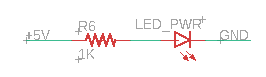 R6 LED_PWR
+5V GND
1K